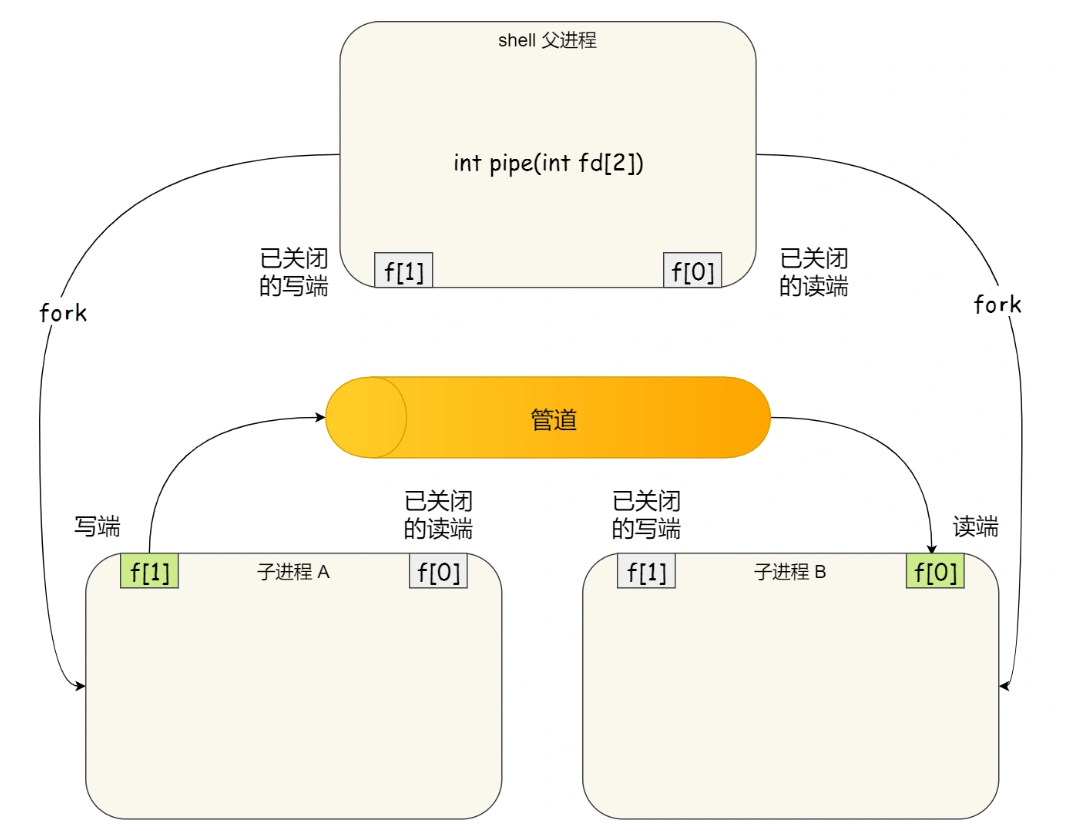 shell 父进程
int pipe(int fd[2])
已关闭
的写端
f[1]
f[0]
已关闭
的读端
fork
fork
管道
写端
已关闭
的读端
已关闭
的写端
读端
f[1]
子进程 A
f[0]
f[1]
子进程 B
f[0]